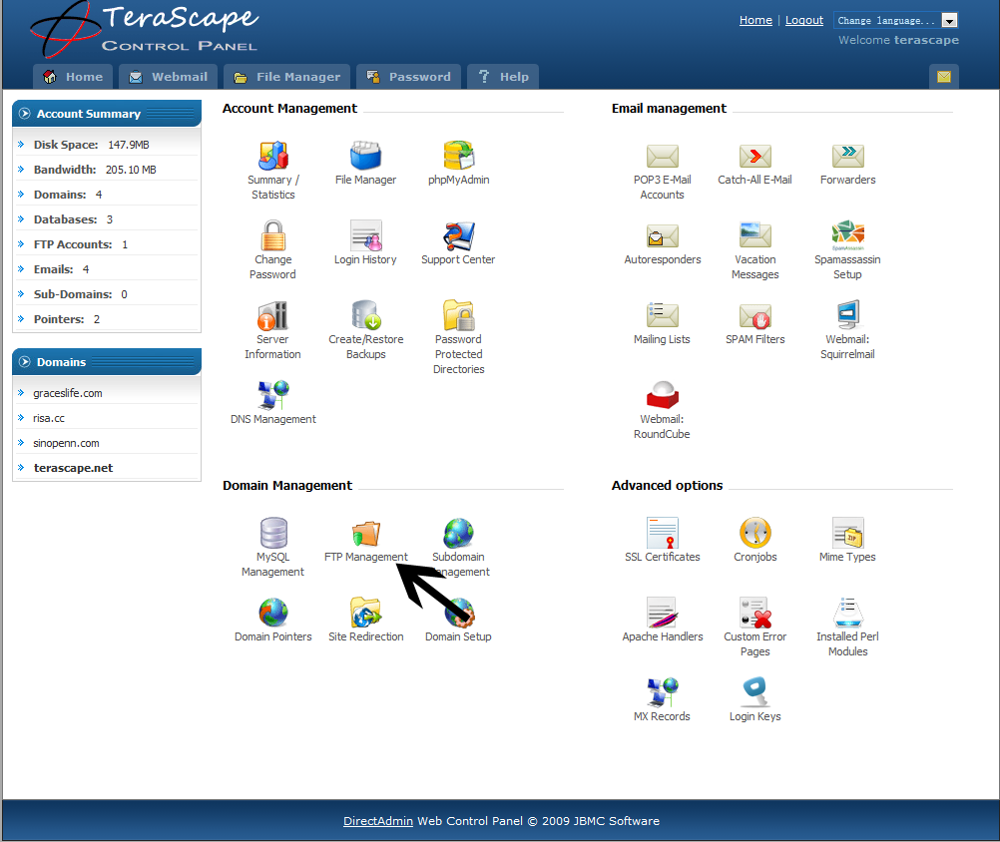 TeraScape
CONTROL PANEL
Home | Logout
Change language...
Welcome terascape
Home
Webmail
File Manager
Password
Help
Account Summary
Disk Space: 147.9MB
Bandwidth: 205.10 MB
Domains: 4
Databases: 3
FTP Accounts: 1
Emails: 4
Sub-Domains: 0
Pointers: 2
Domains
graceslife.com
risa.cc
sinopenn.com
terascape.net
Account Management
Summary /
Statistics
File Manager
phpMyAdmin
Change
Password
Login History
Support Center
Server
Information
Create/Restore
Backups
Password
Protected
Directories
DNS Management
Email management
POP3 E-Mail
Accounts
Catch-All E-Mail
Forwarders
Autoresponders
Vacation
Messages
SpamAssassin
Spamassassin
Setup
Mailing Lists
SPAM Filters
Webmail:
Squirrelmail
Webmail:
RoundCube
Domain Management
MySQL
Management
FTP Management
Subdomain
Domain Pointers
Site Redirection
Domain Setup
Advanced options
SSL Certificates
Cronjobs
ZIP
Mime Types
Apache Handlers
Custom Error
Pages
Installed Perl
Modules
MX Records
Login Keys
DirectAdmin Web Control Panel © 2009 JBMC Software